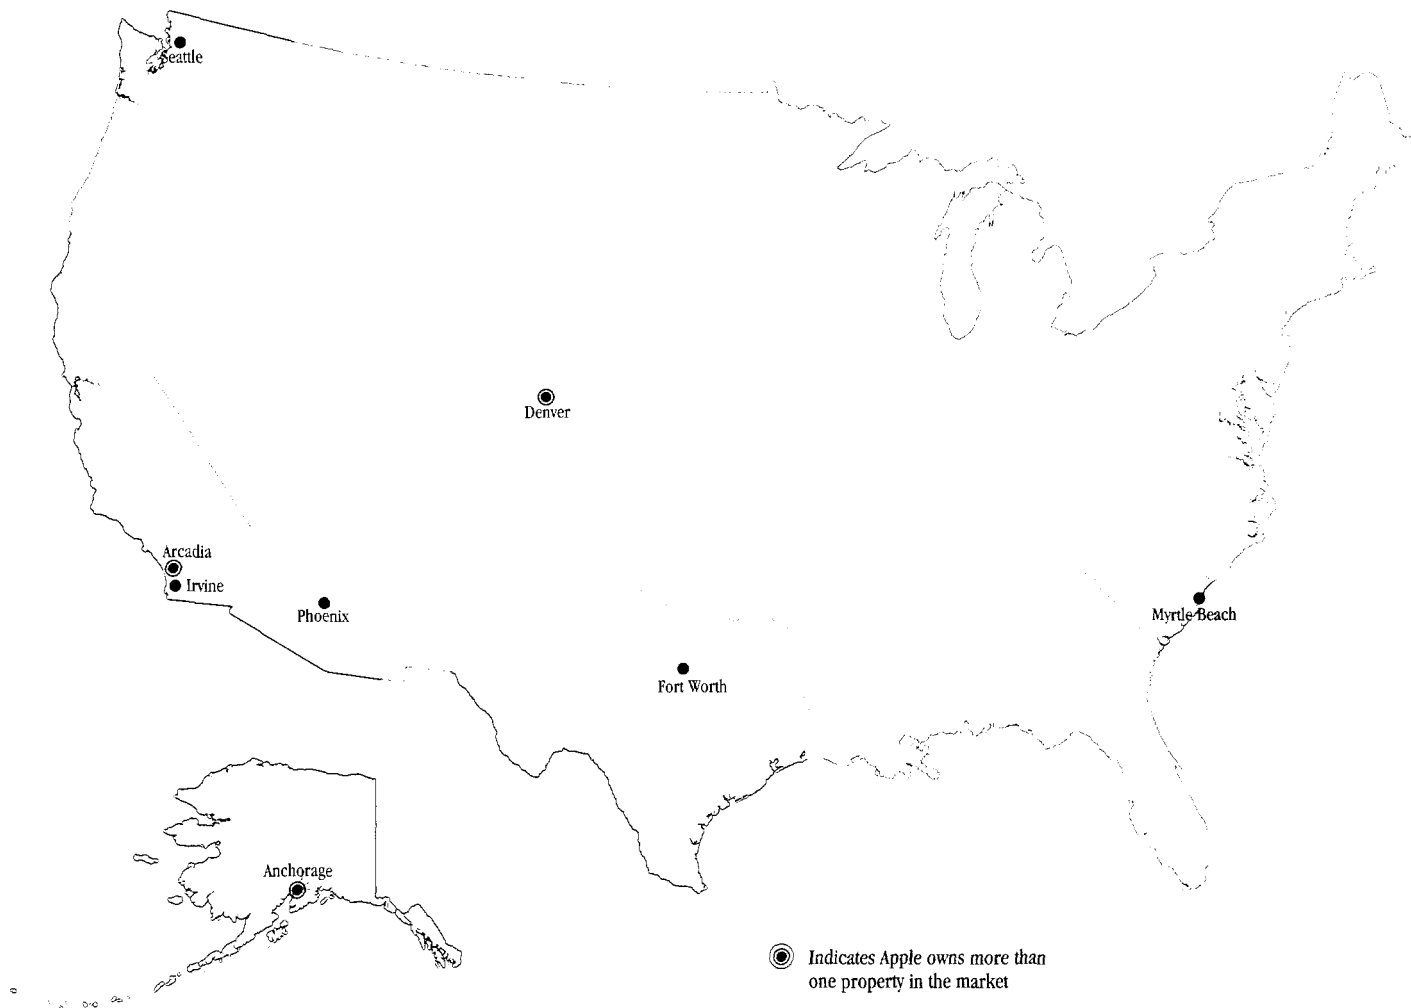 Seattle
Denver
Arcadia
Irvine
Phoenix
Myrtle Beach
Fort Worth
Anchorage
Indicates Apple owns more than
one property in the market